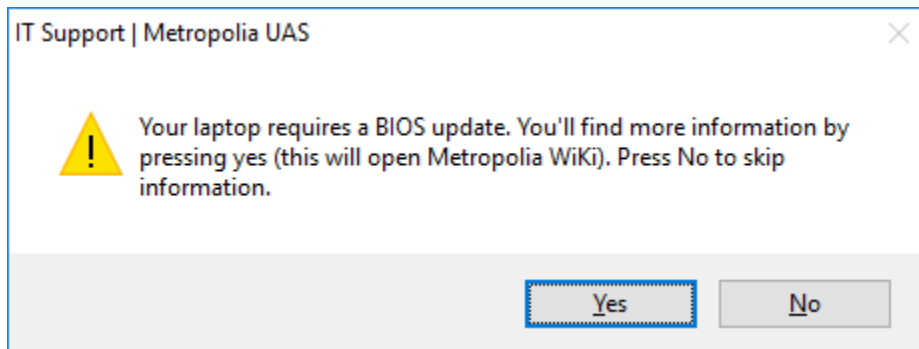 IT Support | Metropolia UAS
Your laptop requires a BIOS update. You'll find more information by
pressing yes (this will open Metropolia WiKi). Press No to skip
information.
Yes No